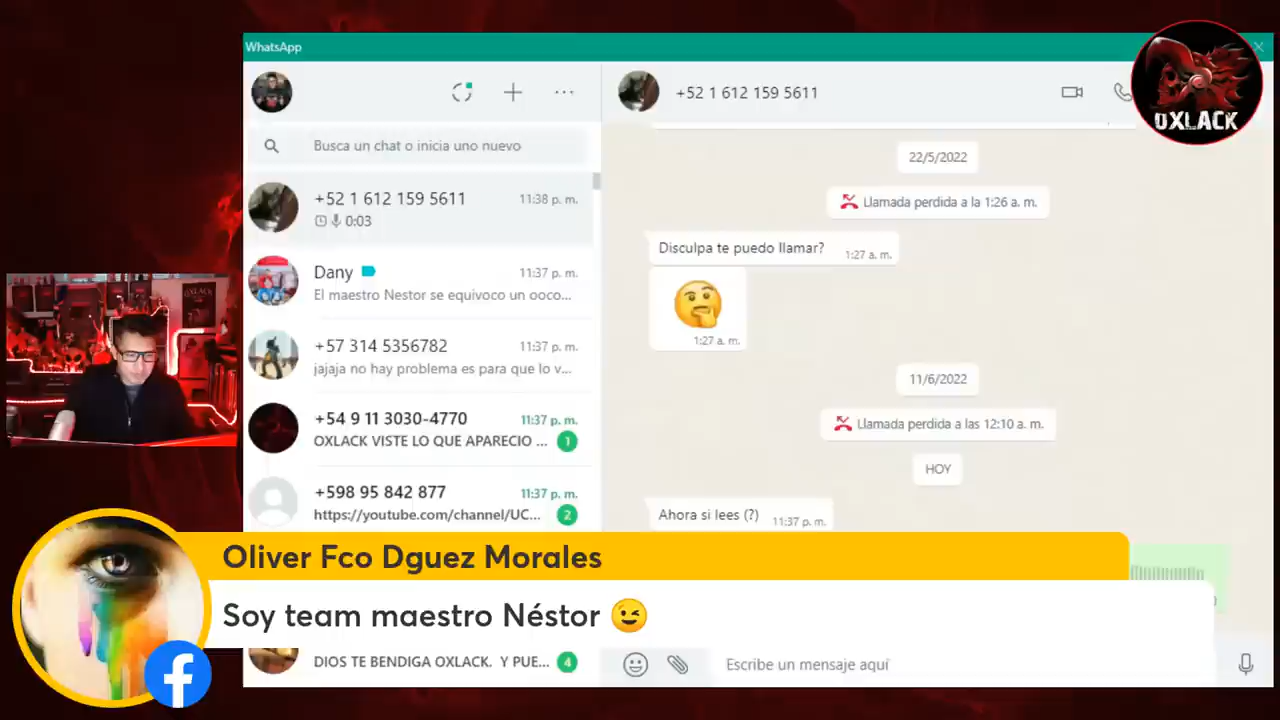 WhatsApp
OXLACK
+52 1 612 159 5611
Busca un chat o inicia uno nuevo
+52 1 612 159 5611
11:38 p. m.
0:03
Dany
11:37 p. m.
El maestro Nestor se equivoco un ooco...
+57 314 5356782
11:37 p. m.
jajaja no hay problema es para que lo v...
+54 9 11 3030-4770
11:37 p. m.
OXLACK VISTE LO QUE APARECIO ...
1
+598 95 842 877
11:37 p. m.
https://youtube.com/channel/UC...
2
DIOS TE BENDIGA OXLACK. Y PUE...
4
22/5/2022
Llamada perdida a la 1:26 a. m.
Disculpa te puedo llamar?
1:27 a. m.
1:27 a. m.
11/6/2022
Llamada perdida a las 12:10 a. m.
HOY
Ahora si lees (?)
11:37 p. m.
Escribe un mensaje aquí
Oliver Fco Dguez Morales
Soy team maestro Néstor 😉